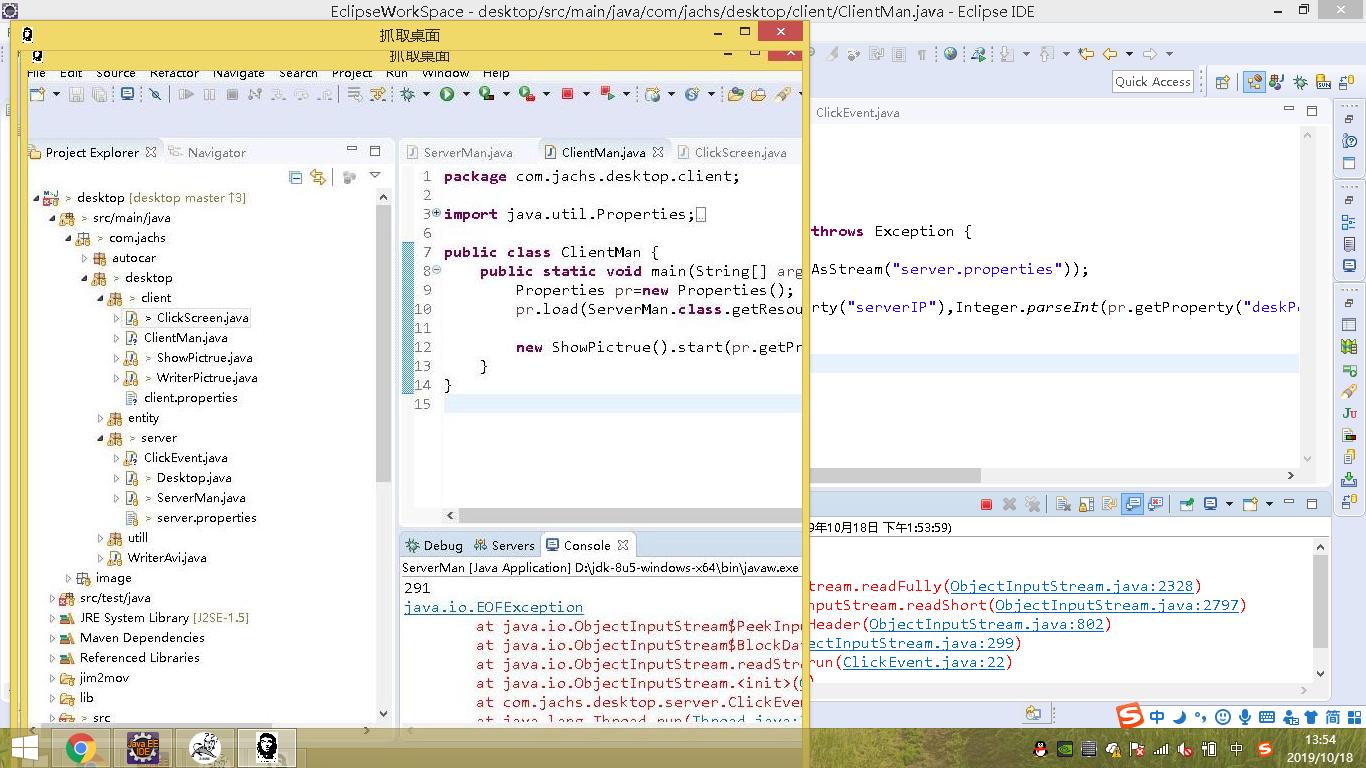 EclipseWorkSpace - desktop/src/main/java/com/jachs/desktop/client/ClientMan.java - Eclipse IDE
抓取桌面
抓取桌面
File Edit Source Refactor Navigate Search Project Run Window Help
Quick Access
Project Explorer
Navigator
desktop [desktop master ↑3]
> src/main/java
> com.jachs
autocar
> desktop
> client
> ClickScreen.java
ClientMan.java
> ShowPictrue.java
> WriterPictrue.java
client.properties
entity
> server
ClickEvent.java
> Desktop.java
> ServerMan.java
> server.properties
utill
WriterAvi.java
image
src/test/java
JRE System Library [J2SE-1.5]
Maven Dependencies
Referenced Libraries
jim2mov
lib
> src
ServerMan.java
ClientMan.java
ClickScreen.java
ClickEvent.java
1 package com.jachs.desktop.client;
2
3 import java.util.Properties;
6
7 public class ClientMan {
8 public static void main(String[] arg
throws Exception {
9 Properties pr=new Properties();
10 pr.load(ServerMan.class.getResou
AsStream("server.properties"));
11
12 new ShowPictrue().start(pr.getPr
rty("serverIP"),Integer.parseInt(pr.getProperty("deskP
13 }
14 }
15
Debug
Servers
Console
ServerMan [Java Application] D:\jdk-8u5-windows-x64\bin\javaw.exe
9年10月18日 下午1:53:59)
291
java.io.EOFException
at java.io.ObjectInputStream$PeekInpu
tream.readFully(ObjectInputStream.java:2328)
at java.io.ObjectInputStream$BlockDat
nputStream.readShort(ObjectInputStream.java:2797)
at java.io.ObjectInputStream.readStre
Header(ObjectInputStream.java:802)
at java.io.ObjectInputStream.<init>(O
ectInputStream.java:299)
at com.jachs.desktop.server.ClickEve
run(ClickEvent.java:22)
at java.lang.Thread.run(Thread.java:
中
简
中
13:54
2019/10/18